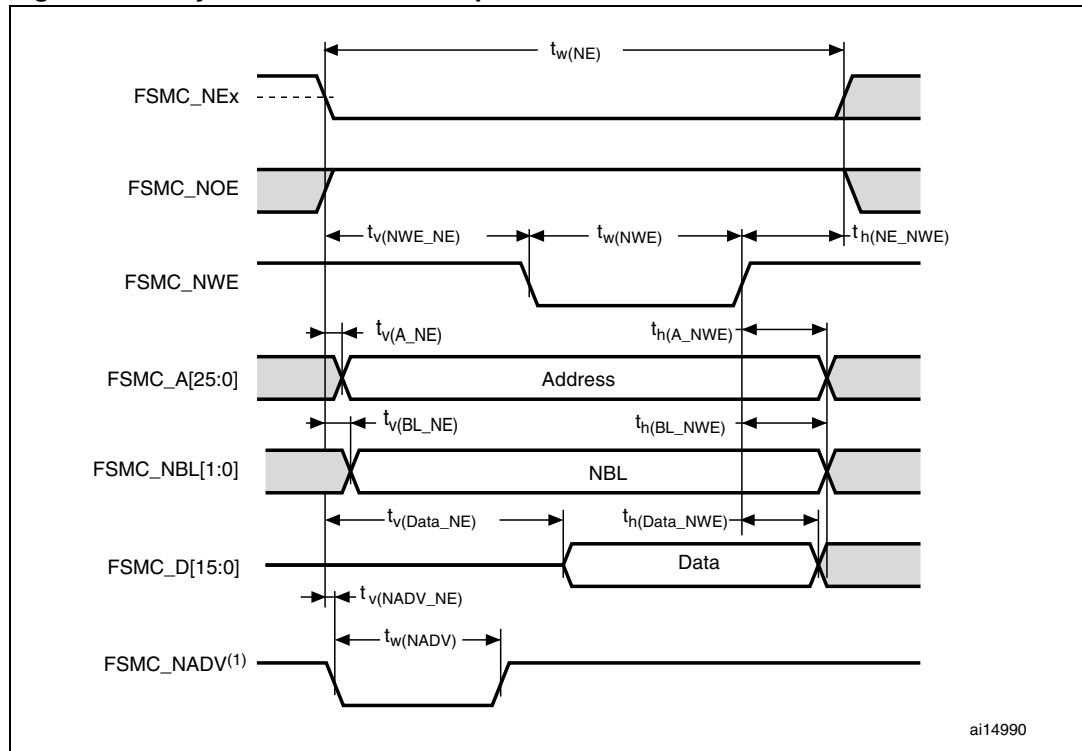 tw(NE)
FSMC_NEx
FSMC_NOE
tv(NWE_NE)
tw(NWE)
th(NE_NWE)
FSMC_NWE
tv(A_NE)
th(A_NWE)
FSMC_A[25:0]
Address
tv(BL_NE)
th(BL_NWE)
FSMC_NBL[1:0]
NBL
tv(Data_NE)
th(Data_NWE)
FSMC_D[15:0]
Data
tv(NADV_NE)
tw(NADV)
FSMC_NADV(1)
ai14990